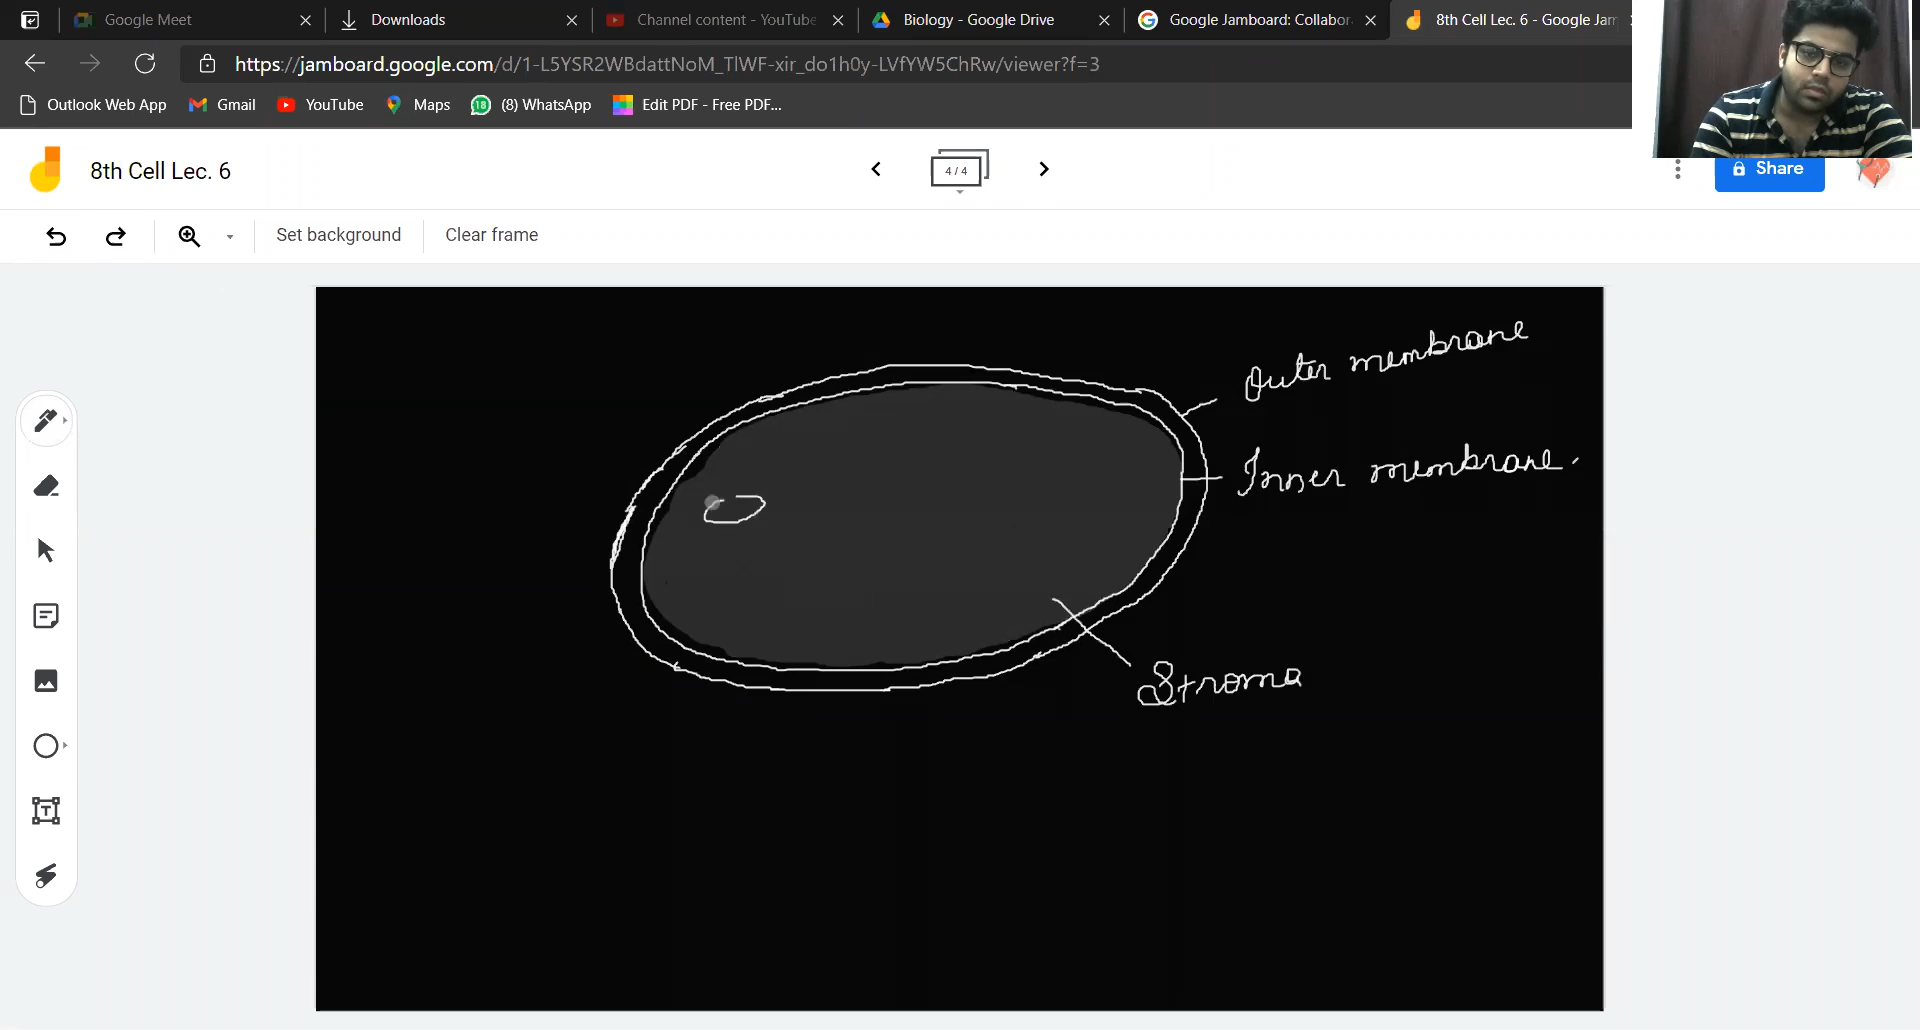 Google Meet
Downloads
Channel content - YouTube
Biology - Google Drive
Google Jamboard: Collabor
8th Cell Lec. 6 - Google Jam
https://jamboard.google.com/d/1-L5YSR2WBdattNoM_TlWF-xir_do1h0y-LVfYW5ChRw/viewer?f=3
Outlook Web App
Gmail
YouTube
Maps
18
(8) WhatsApp
Edit PDF - Free PDF...
8th Cell Lec. 6
4 / 4
Share
Set background
Clear frame
Outer membrane
Inner membrane.
Stroma